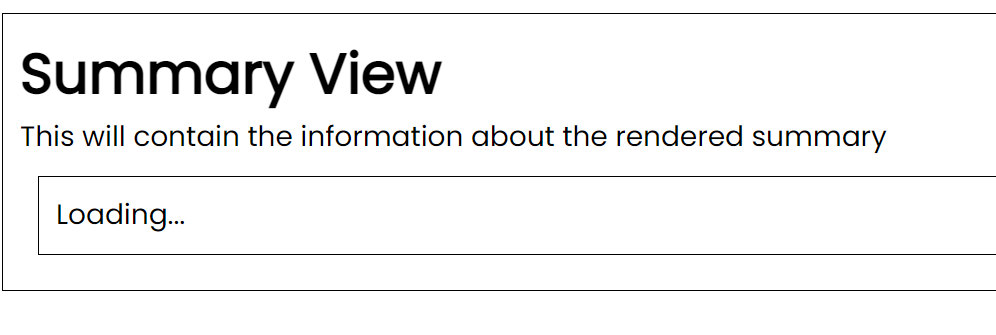 Summary View
This will contain the information about the rendered summary
Loading...